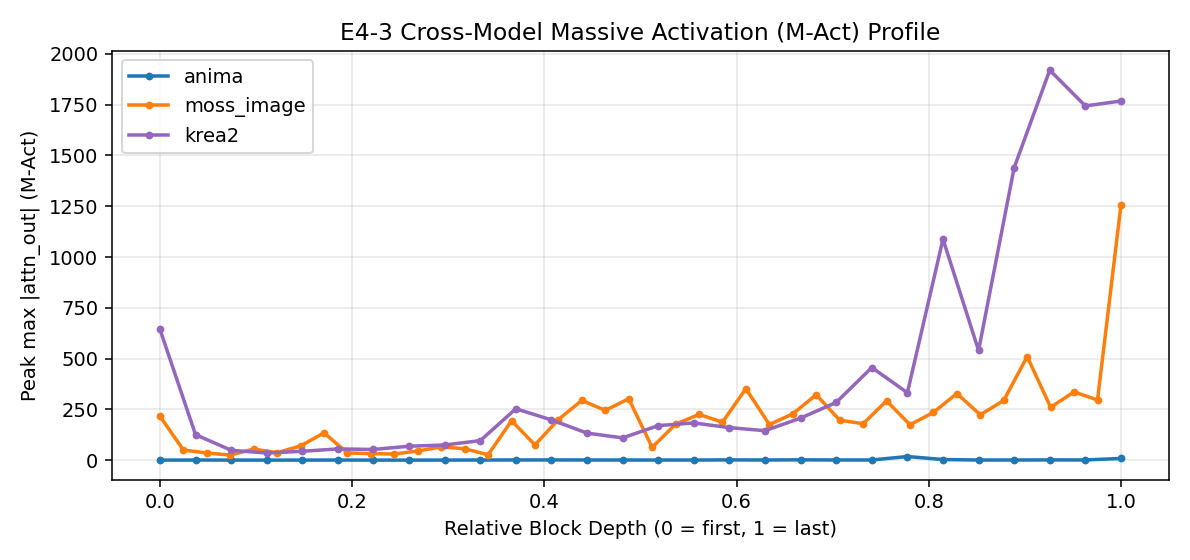 E4-3 Cross-Model Massive Activation (M-Act) Profile
anima
moss_image
krea2
Peak max |attn_out| (M-Act)
2000
1750
1500
1250
1000
750
500
250
0
0.0 0.2 0.4 0.6 0.8 1.0
Relative Block Depth (0 = first, 1 = last)